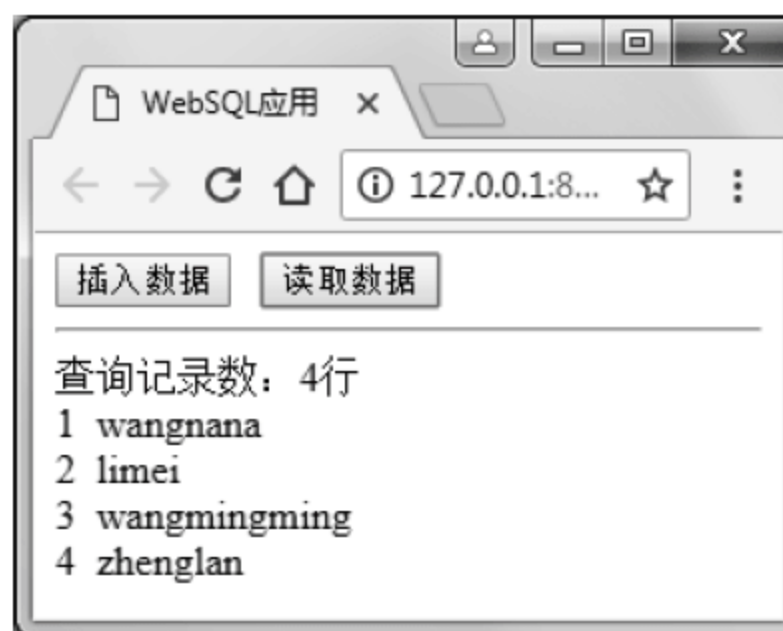 WebSQL应用
127.0.0.1:8...
插入数据 读取数据
查询记录数：4行
1 wangnana
2 limei
3 wangmingming
4 zhenglan